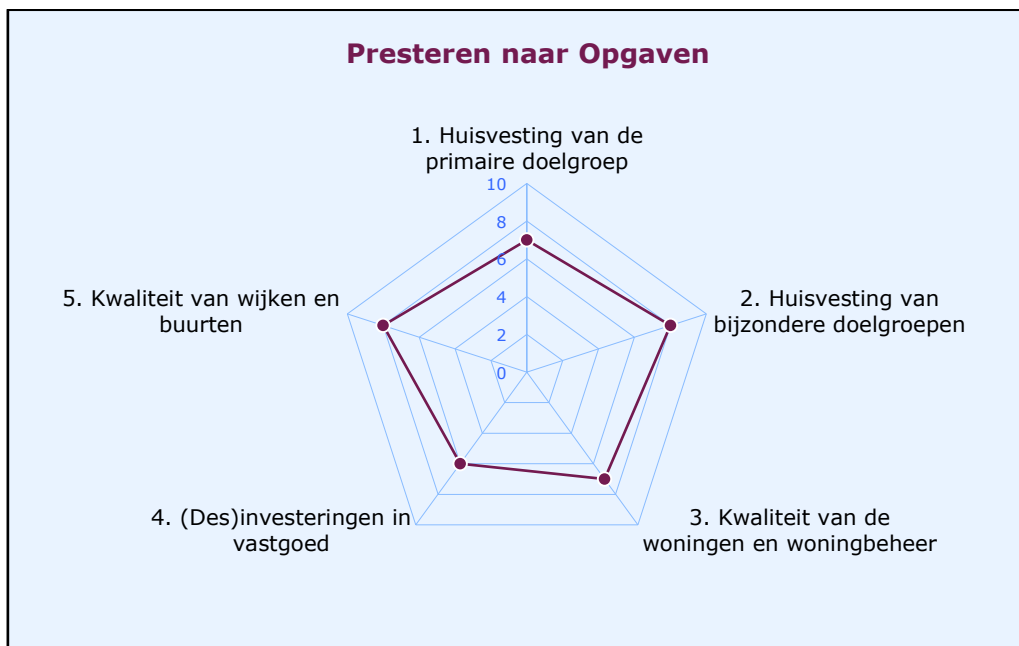 Presteren naar Opgaven
1. Huisvesting van de
primaire doelgroep
10
8
6
4
2
0
5. Kwaliteit van wijken en
buurten
2. Huisvesting van
bijzondere doelgroepen
4. (Des)investeringen in
vastgoed
3. Kwaliteit van de
woningen en woningbeheer